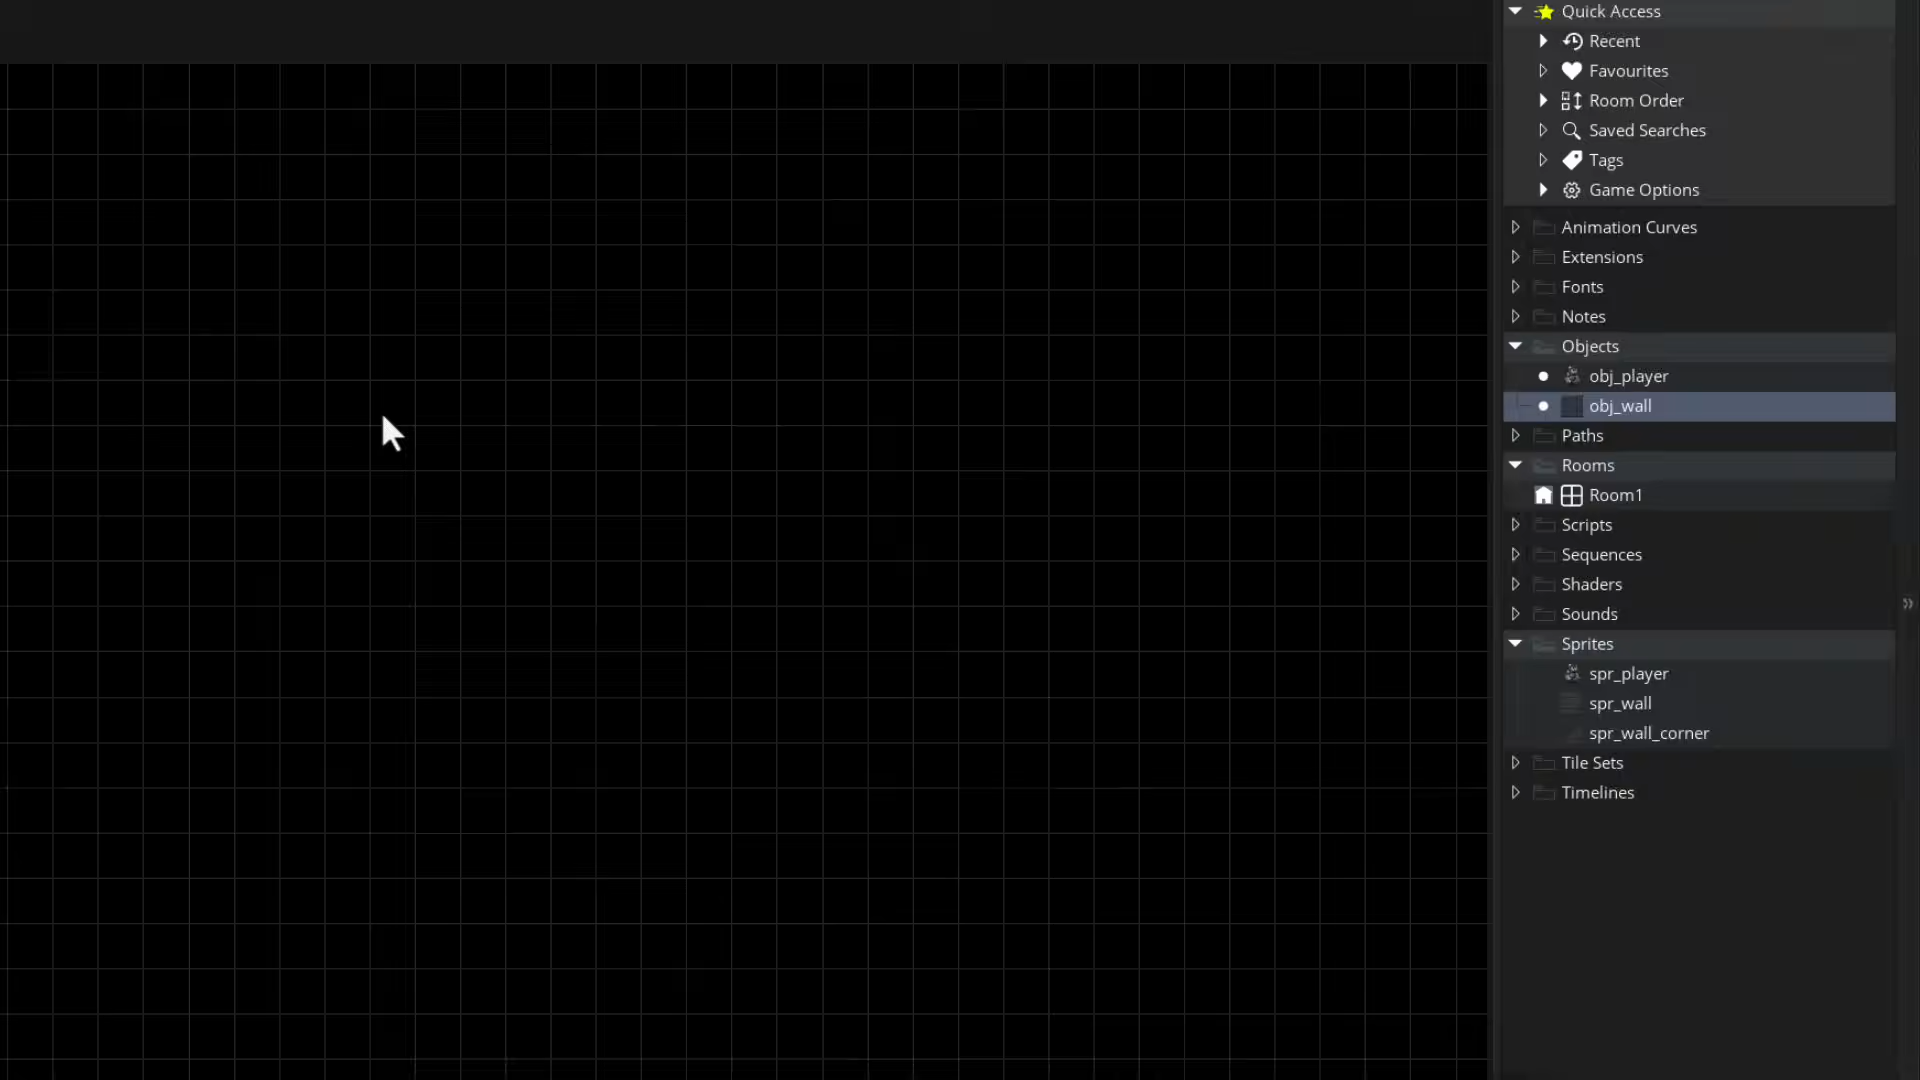 Quick Access
Recent
Favourites
Room Order
Saved Searches
Tags
Game Options
Animation Curves
Extensions
Fonts
Notes
Objects
obj_player
obj_wall
Paths
Rooms
Room1
Scripts
Sequences
Shaders
Sounds
Sprites
spr_player
spr_wall
spr_wall_corner
Tile Sets
Timelines